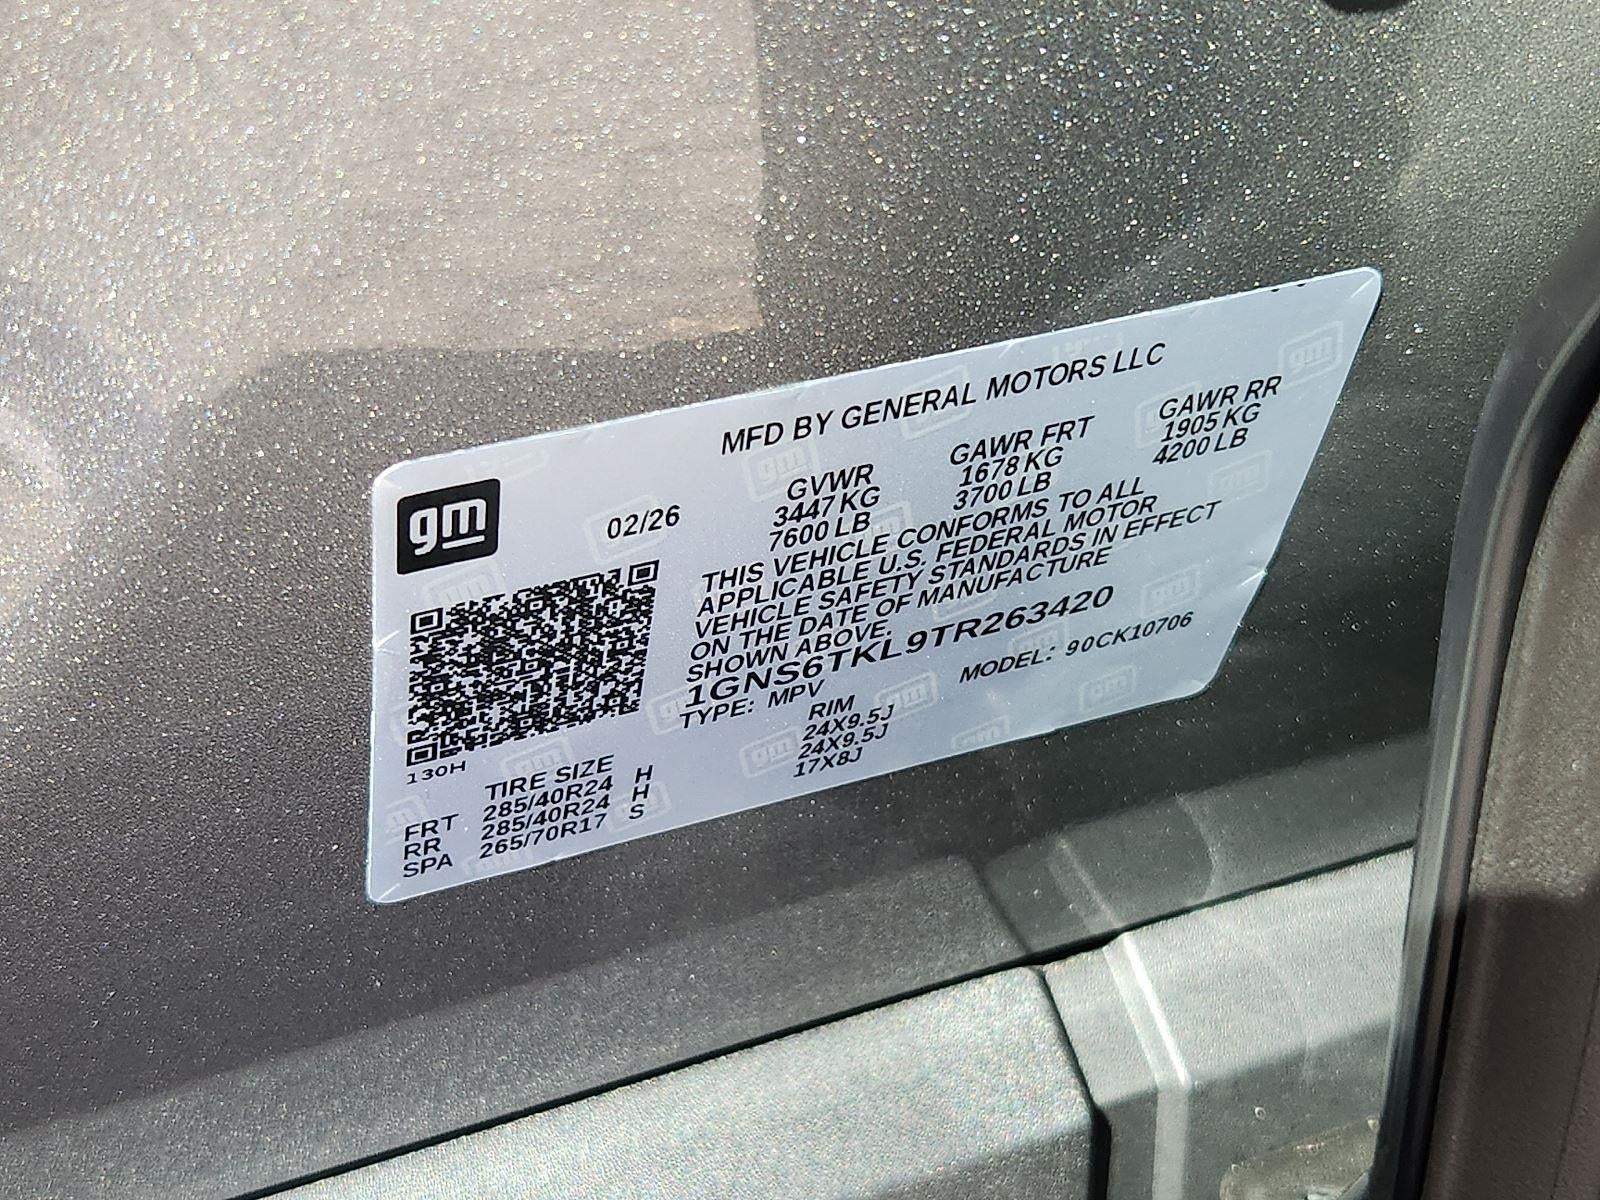 gm
02/26
MFD BY GENERAL MOTORS LLC
GVWR GAWR FRT GAWR RR
3447 KG 1678 KG 1905 KG
7600 LB 3700 LB 4200 LB
THIS VEHICLE CONFORMS TO ALL
APPLICABLE U.S. FEDERAL MOTOR
VEHICLE SAFETY STANDARDS IN EFFECT
ON THE DATE OF MANUFACTURE
SHOWN ABOVE.
1GNS6TKL9TR263420
TYPE: MPV MODEL: 90CK10706
130H
TIRE SIZE RIM
FRT 285/40R24 H 24X9.5J
RR 285/40R24 H 24X9.5J
SPA 265/70R17 S 17X8J